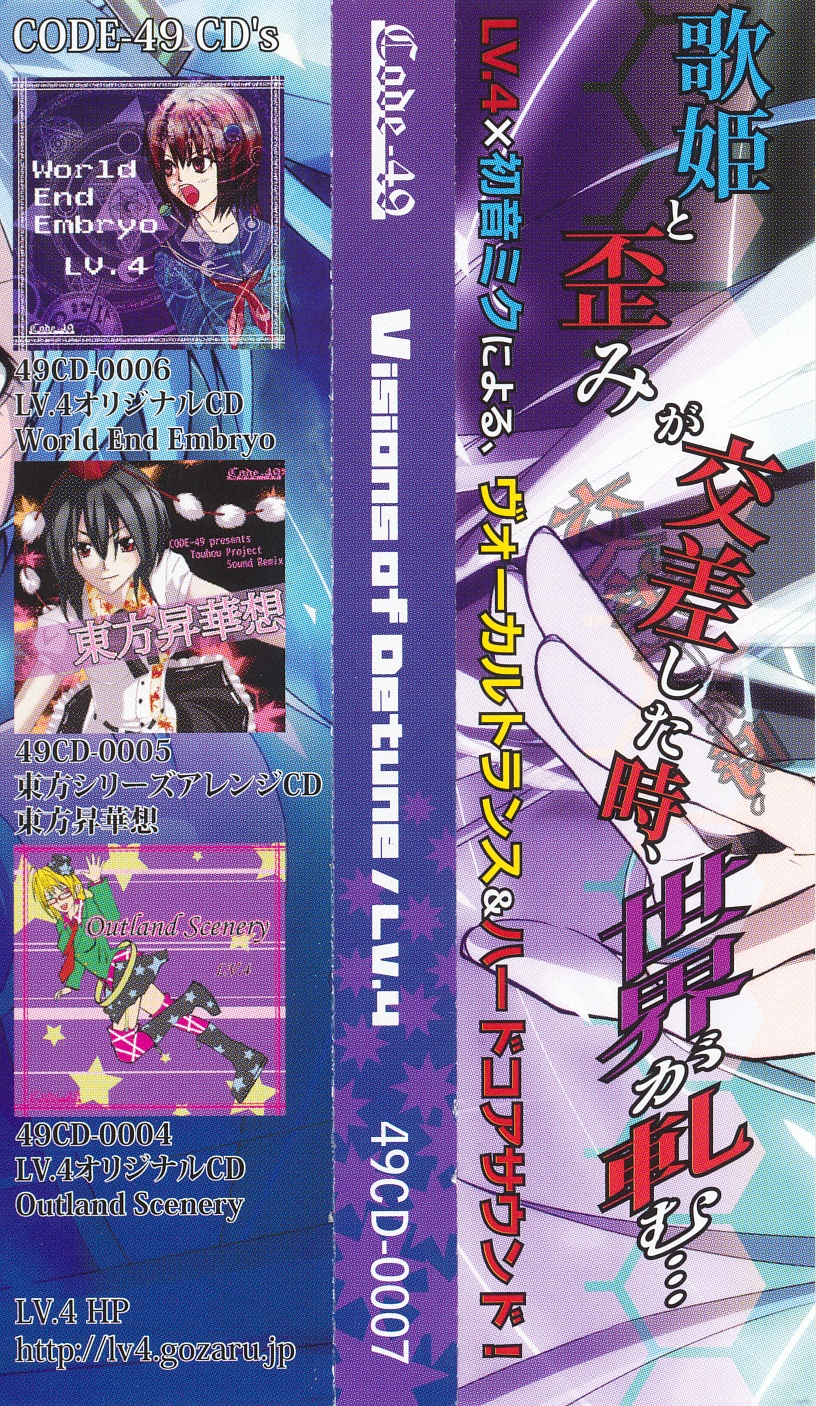 CODE-49 CD's
World
End
Embryo
LV.4
Code-49
49CD-0006
LV.4オリジナルCD
World End Embryo
Code-49
CODE-49 presents
Touhou Project
Sound Remix
東方昇華想
49CD-0005
東方シリーズアレンジCD
東方昇華想
Outland Scenery
LV.4
49CD-0004
LV.4オリジナルCD
Outland Scenery
LV.4 HP
http://lv4.gozaru.jp
Code-49
Visions of Detune / LV.4
49CD-0007
歌姫と歪みが交差した時、世界が軋む…
LV.4×初音ミクによる、ヴォーカルトランス&ハードコアサウンド!